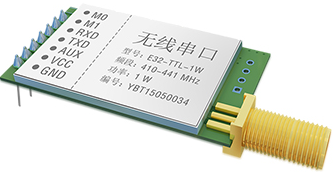 M0
M1
RXD
TXD
AUX
VCC
GND
无线串口
型号: E32-TTL-1W
频段: 410-441 MHz
功率: 1W
编号: YBT15050034